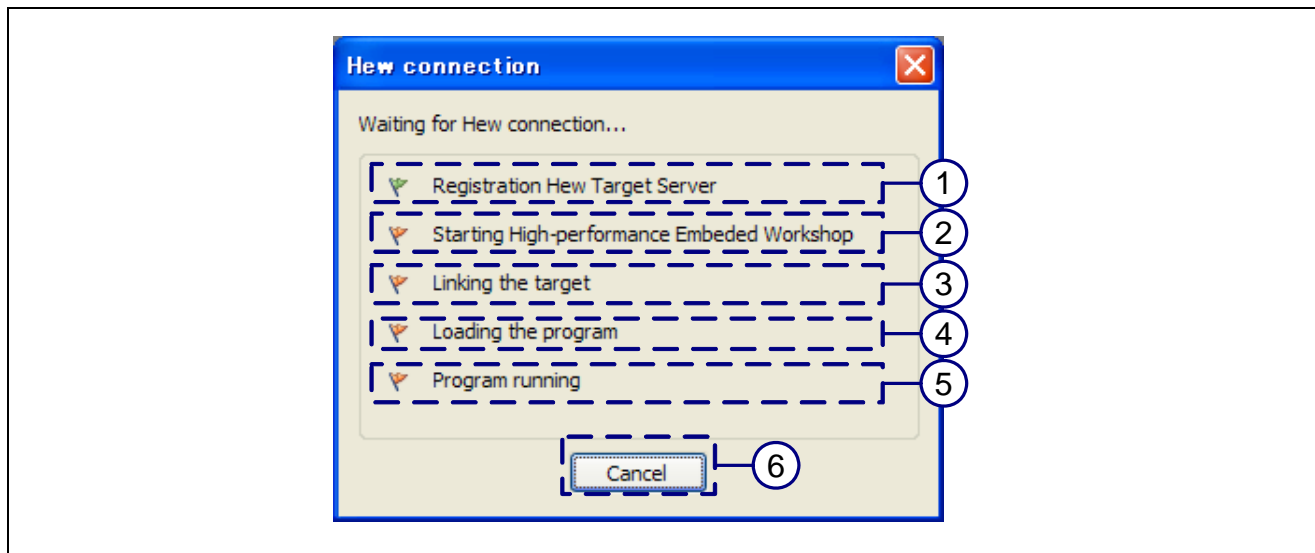 Hew connection
Waiting for Hew connection...
Registration Hew Target Server
1
Starting High-performance Embeded Workshop
2
Linking the target
3
Loading the program
4
Program running
5
Cancel
6